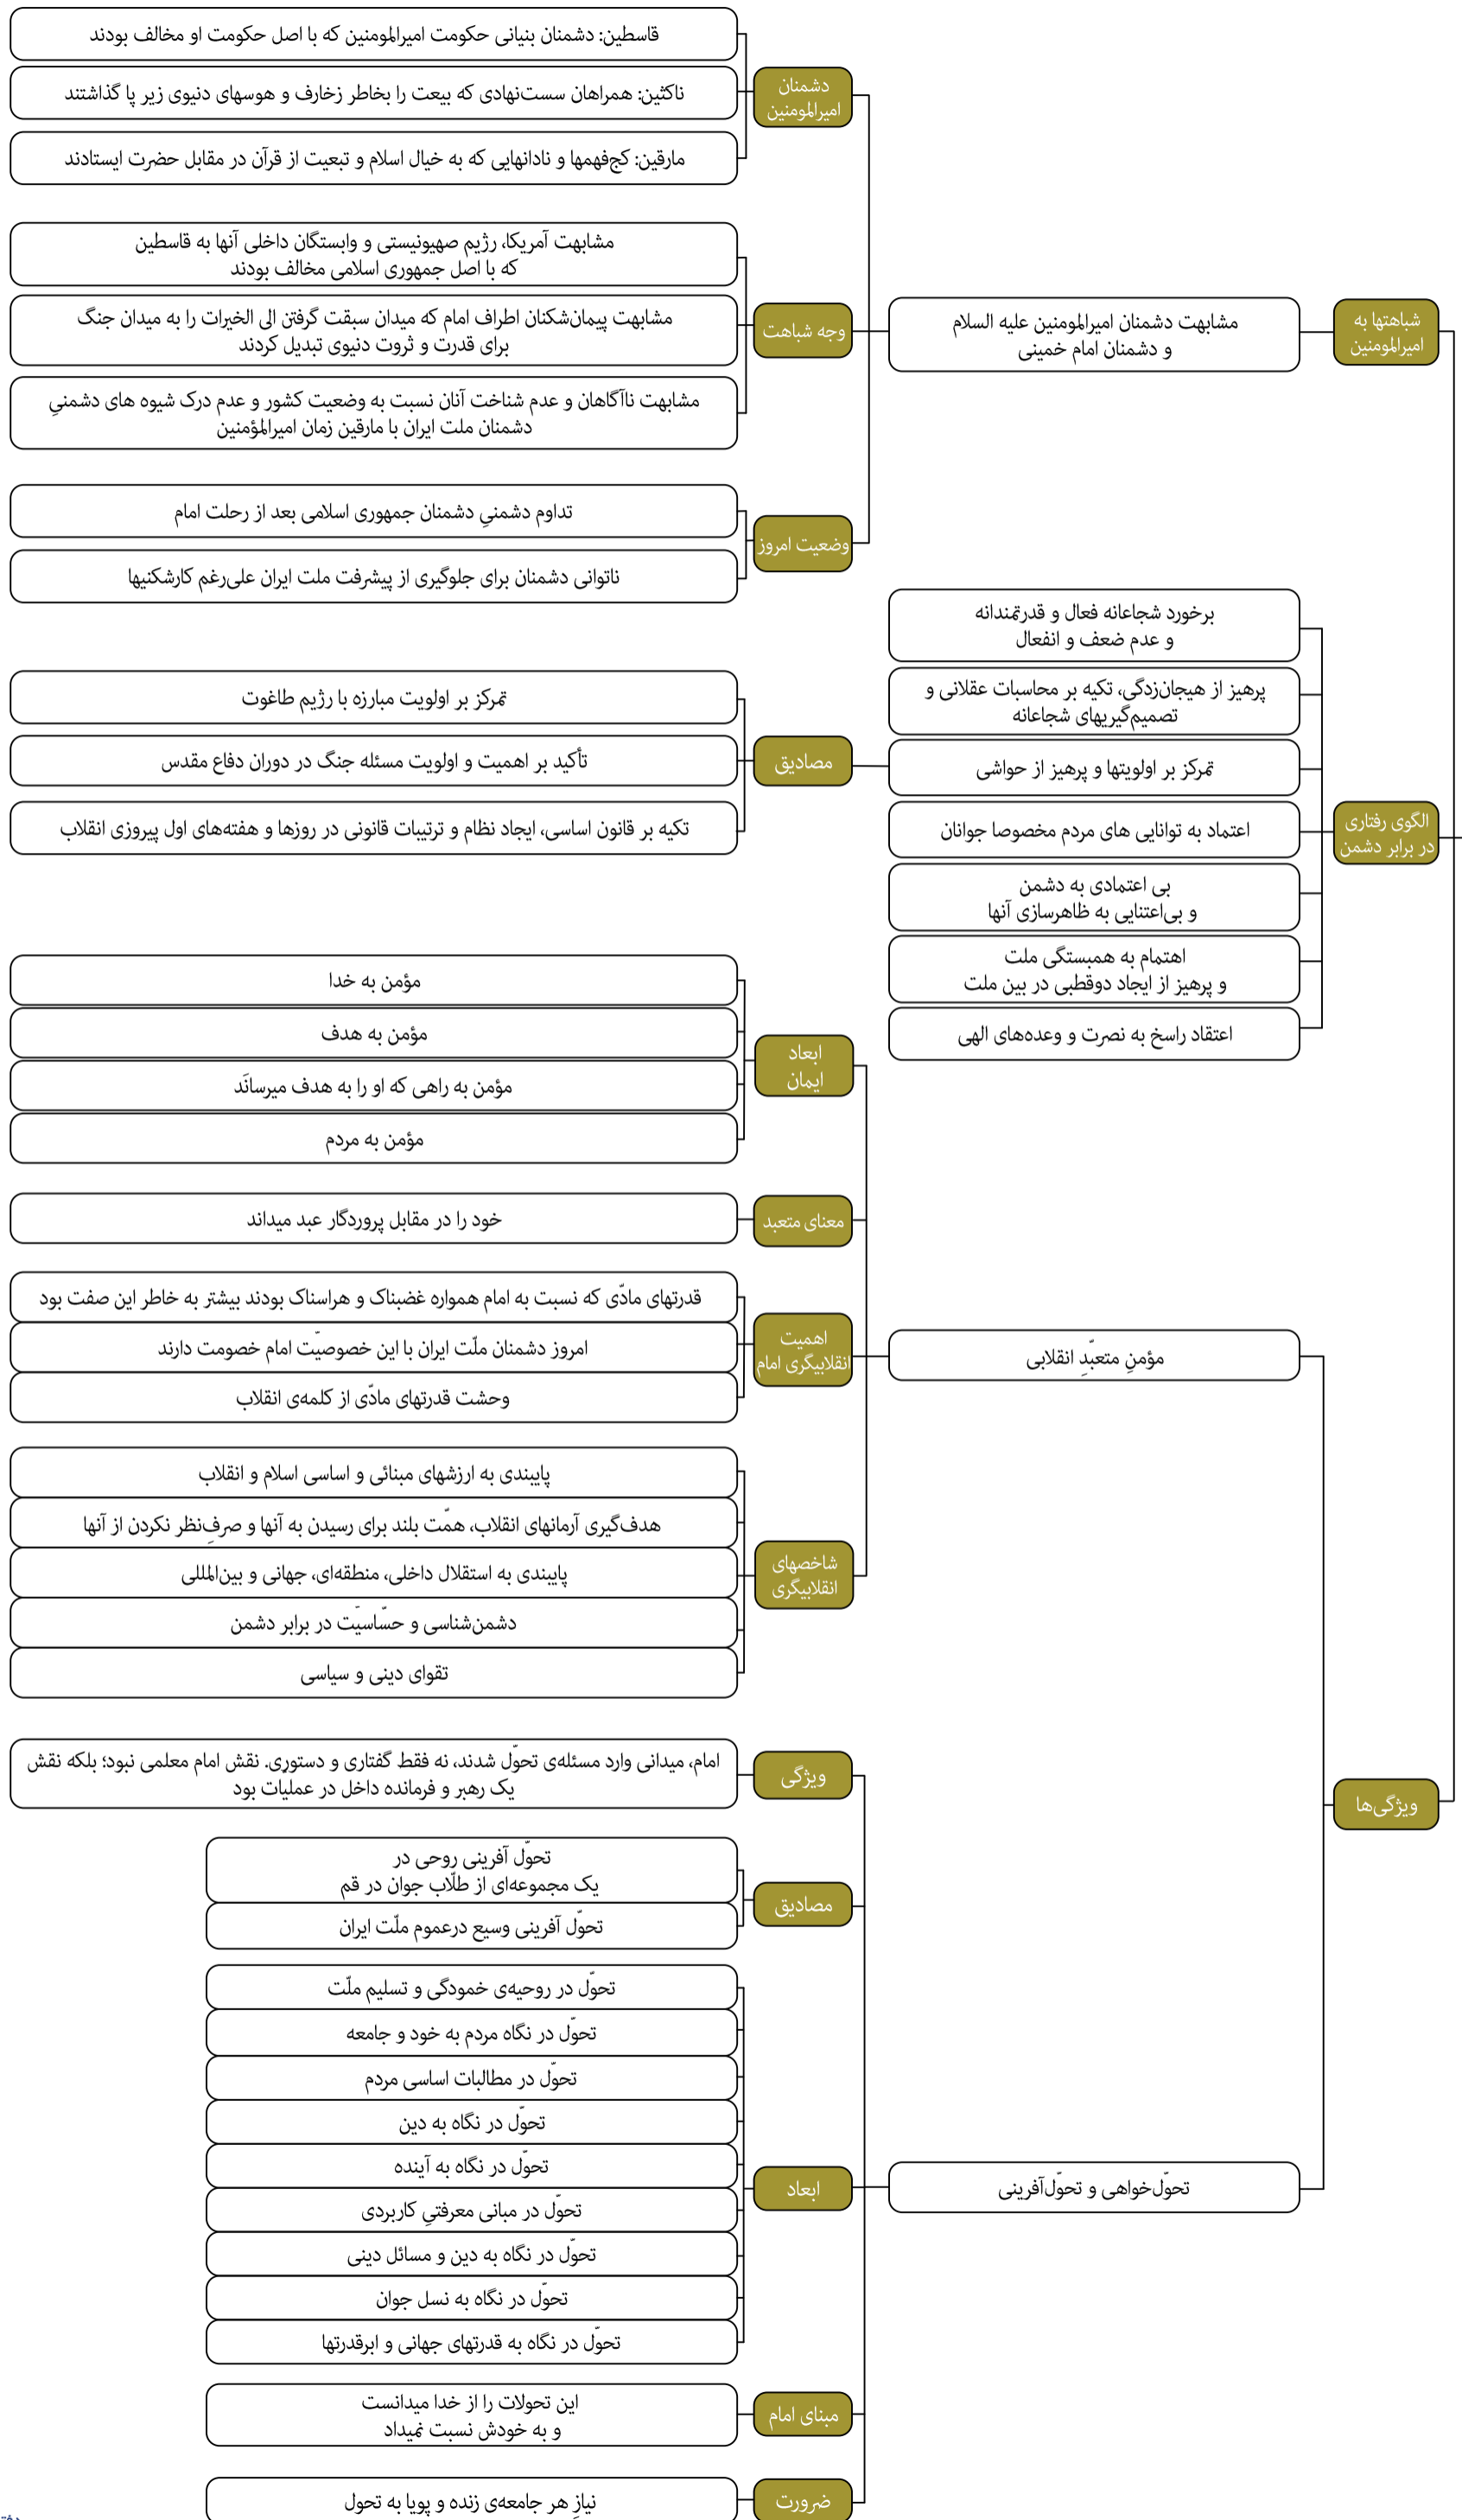 شباهتها به
امیرالمومنین
مشابهت دشمنان امیرالمومنین علیه السلام
و دشمنان امام خمینی
دشمنان
امیرالمومنین
قاسطین: دشمنان بنیانی حکومت امیرالمومنین که با اصل حکومت او مخالف بودند
ناکثین: همراهان سست‌نهادی که بیعت را بخاطر زخارف و هوسهای دنیوی زیر پا گذاشتند
مارقین: کج‌فهمها و نادانهایی که به خیال اسلام و تبعیت از قرآن در مقابل حضرت ایستادند
وجه شباهت
مشابهت آمریکا، رژیم صهیونیستی و وابستگان داخلی آنها به قاسطین
که با اصل جمهوری اسلامی مخالف بودند
مشابهت پیمان‌شکنان اطراف امام که میدان سبقت گرفتن الی الخیرات را به میدان جنگ
برای قدرت و ثروت دنیوی تبدیل کردند
مشابهت ناآگاهان و عدم شناخت آنان نسبت به وضعیت کشور و عدم درک شیوه های دشمنیِ
دشمنان ملت ایران با مارقین زمان امیرالمؤمنین
وضعیت امروز
تداوم دشمنیِ دشمنان جمهوری اسلامی بعد از رحلت امام
ناتوانی دشمنان برای جلوگیری از پیشرفت ملت ایران علی‌رغم کارشکنیها
الگوی رفتاری
در برابر دشمن
برخورد شجاعانه فعال و قدرتمندانه
و عدم ضعف و انفعال
پرهیز از هیجان‌زدگی، تکیه بر محاسبات عقلانی و
تصمیم‌گیریهای شجاعانه
تمرکز بر اولویتها و پرهیز از حواشی
مصادیق
تمرکز بر اولویت مبارزه با رژیم طاغوت
تأکید بر اهمیت و اولویت مسئله جنگ در دوران دفاع مقدس
تکیه بر قانون اساسی، ایجاد نظام و ترتیبات قانونی در روزها و هفته‌های اول پیروزی انقلاب
اعتماد به توانایی های مردم مخصوصا جوانان
بی اعتمادی به دشمن
و بی‌اعتنایی به ظاهرسازی آنها
اهتمام به همبستگی ملت
و پرهیز از ایجاد دوقطبی در بین ملت
اعتقاد راسخ به نصرت و وعده‌های الهی
ویژگی‌ها
مؤمنِ متعبّدِ انقلابی
ابعاد
ایمان
مؤمن به خدا
مؤمن به هدف
مؤمن به راهی که او را به هدف میرسانَد
مؤمن به مردم
معنای متعبد
خود را در مقابل پروردگار عبد میداند
اهمیت
انقلابیگری امام
قدرتهای مادّی که نسبت به امام همواره غضبناک و هراسناک بودند بیشتر به خاطر این صفت بود
امروز دشمنان ملّت ایران با این خصوصیّت امام خصومت دارند
وحشت قدرتهای مادّی از کلمه‌ی انقلاب
شاخصهای
انقلابیگری
پایبندی به ارزشهای مبنائی و اساسی اسلام و انقلاب
هدف‌گیری آرمانهای انقلاب، همّت بلند برای رسیدن به آنها و صرفِ‌نظر نکردن از آنها
پایبندی به استقلال داخلی، منطقه‌ای، جهانی و بین‌المللی
دشمن‌شناسی و حسّاسیّت در برابر دشمن
تقوای دینی و سیاسی
تحوّل‌خواهی و تحوّل‌آفرینی
ویژگی
امام، میدانی وارد مسئله‌ی تحوّل شدند، نه فقط گفتاری و دستوری. نقش امام معلمی نبود؛ بلکه نقش
یک رهبر و فرمانده داخل در عملیّات بود
مصادیق
تحوّل آفرینی روحی در
یک مجموعه‌ای از طلّاب جوان در قم
تحوّل آفرینی وسیع درعموم ملّت ایران
ابعاد
تحوّل در روحیه‌ی خمودگی و تسلیم ملّت
تحوّل در نگاه مردم به خود و جامعه
تحوّل در مطالبات اساسی مردم
تحوّل در نگاه به دین
تحوّل در نگاه به آینده
تحوّل در مبانی معرفتیِ کاربردی
تحوّل در نگاه به دین و مسائل دینی
تحوّل در نگاه به نسل جوان
تحوّل در نگاه به قدرتهای جهانی و ابرقدرتها
مبنای امام
این تحولات را از خدا میدانست
و به خودش نسبت نمیداد
ضرورت
نیازِ هر جامعه‌ی زنده و پویا به تحول